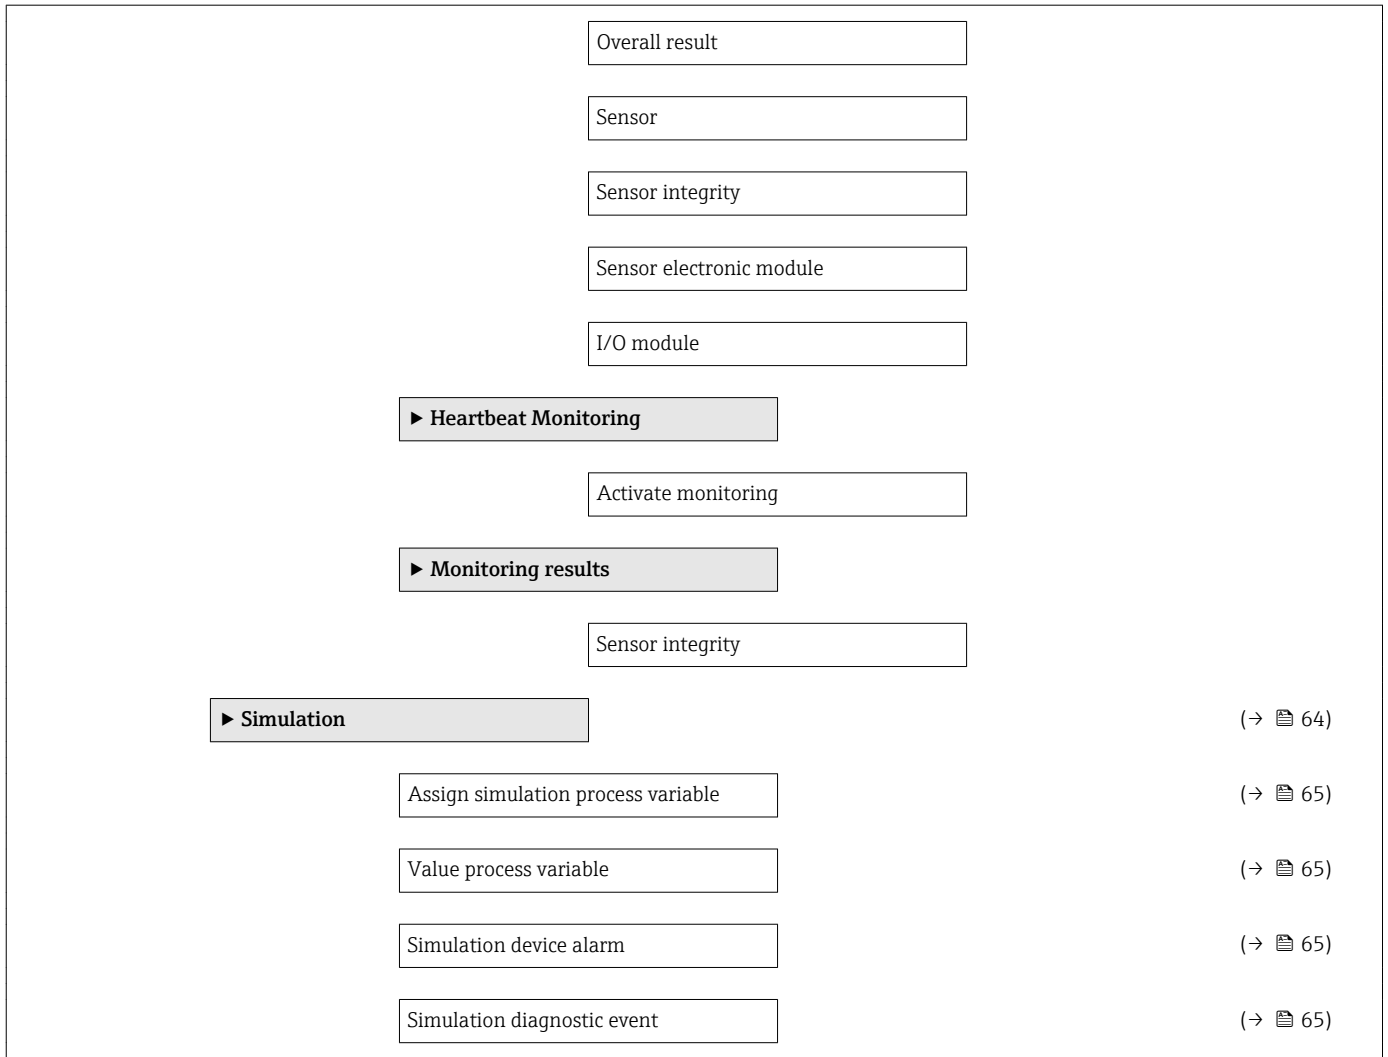 Overall result
Sensor
Sensor integrity
Sensor electronic module
I/O module
▶ Heartbeat Monitoring
Activate monitoring
▶ Monitoring results
Sensor integrity
▶ Simulation (→ 🖺 64)
Assign simulation process variable (→ 🖺 65)
Value process variable (→ 🖺 65)
Simulation device alarm (→ 🖺 65)
Simulation diagnostic event (→ 🖺 65)